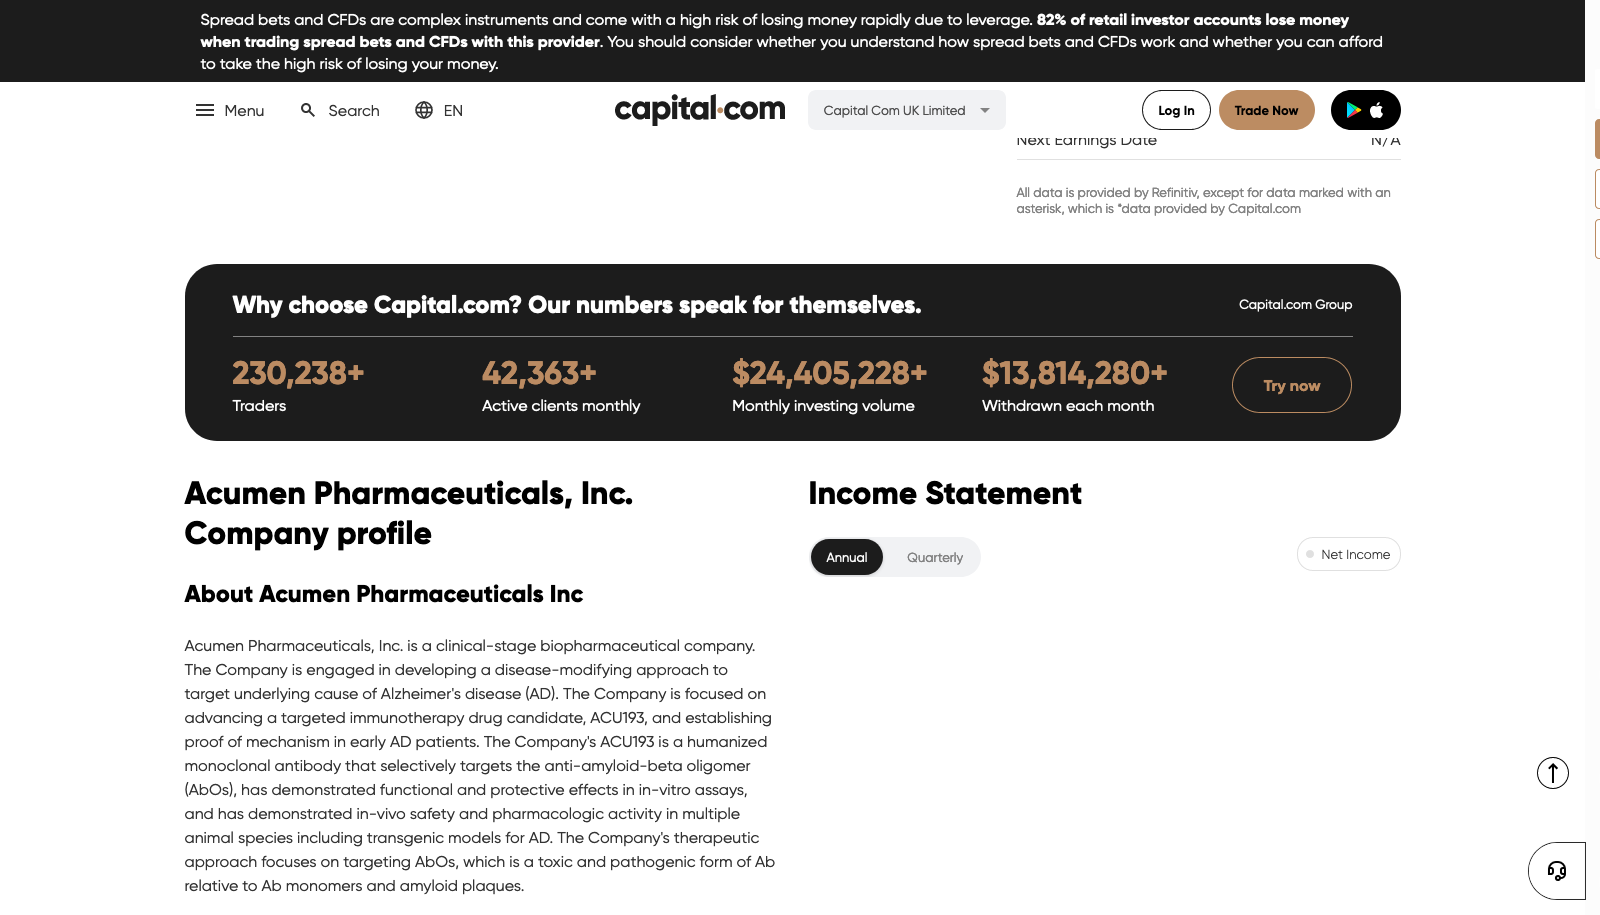 Spread bets and CFDs are complex instruments and come with a high risk of losing money rapidly due to leverage. 82% of retail investor accounts lose money
when trading spread bets and CFDs with this provider. You should consider whether you understand how spread bets and CFDs work and whether you can afford
to take the high risk of losing your money.
Menu
Search
EN
capital.com
Capital Com UK Limited
Log In
Trade Now
Next Earnings Date
N/A
All data is provided by Refinitiv, except for data marked with an
asterisk, which is *data provided by Capital.com
Why choose Capital.com? Our numbers speak for themselves.
Capital.com Group
230,238+
Traders
42,363+
Active clients monthly
$24,405,228+
Monthly investing volume
$13,814,280+
Withdrawn each month
Try now
Acumen Pharmaceuticals, Inc.
Company profile
About Acumen Pharmaceuticals Inc
Acumen Pharmaceuticals, Inc. is a clinical-stage biopharmaceutical company.
The Company is engaged in developing a disease-modifying approach to
target underlying cause of Alzheimer's disease (AD). The Company is focused on
advancing a targeted immunotherapy drug candidate, ACU193, and establishing
proof of mechanism in early AD patients. The Company's ACU193 is a humanized
monoclonal antibody that selectively targets the anti-amyloid-beta oligomer
(AbOs), has demonstrated functional and protective effects in in-vitro assays,
and has demonstrated in-vivo safety and pharmacologic activity in multiple
animal species including transgenic models for AD. The Company's therapeutic
approach focuses on targeting AbOs, which is a toxic and pathogenic form of Ab
relative to Ab monomers and amyloid plaques.
Income Statement
Annual
Quarterly
Net Income